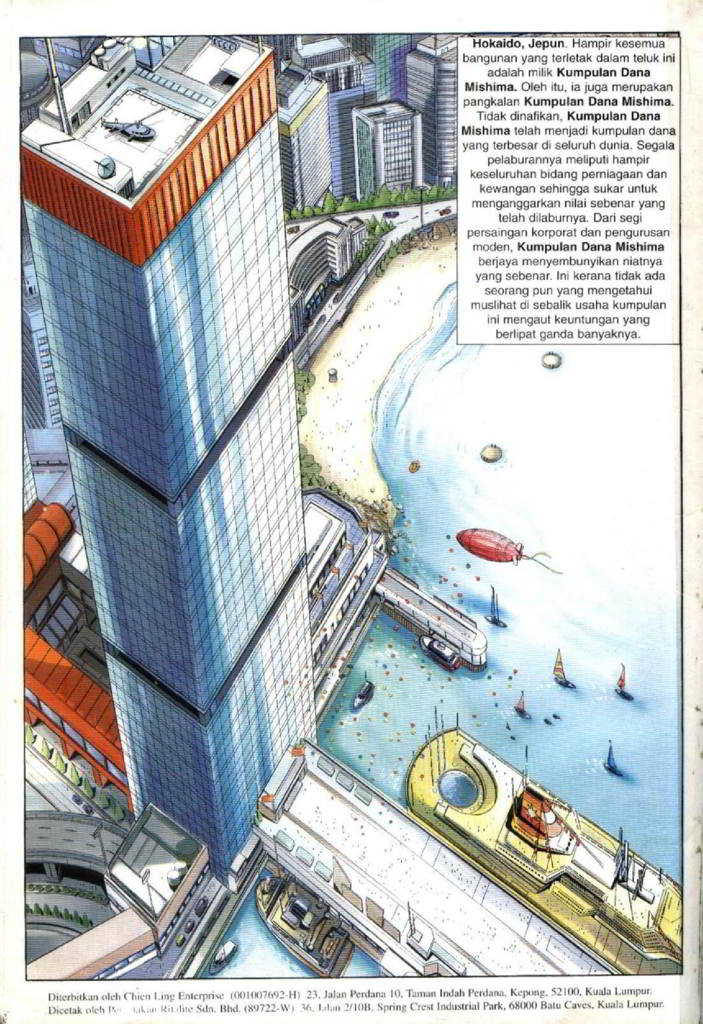 Hokaido, Jepun. Hampir kesemua
bangunan yang terletak dalam teluk ini
adalah milik Kumpulan Dana
Mishima. Oleh itu, ia juga merupakan
pangkalan Kumpulan Dana Mishima.
Tidak dinafikan, Kumpulan Dana
Mishima telah menjadi kumpulan dana
yang terbesar di seluruh dunia. Segala
pelaburannya meliputi hampir
keseluruhan bidang perniagaan dan
kewangan sehingga sukar untuk
menganggarkan nilai sebenar yang
telah dilaburnya. Dari segi
persaingan korporat dan pengurusan
moden, Kumpulan Dana Mishima
berjaya menyembunyikan niatnya
yang sebenar. Ini kerana tidak ada
seorang pun yang mengetahui
muslihat di sebalik usaha kumpulan
ini mengaut keuntungan yang
berlipat ganda banyaknya.
Diterbitkan oleh Chien Ling Enterprise (001007692-H) 23, Jalan Perdana 10, Taman Indah Perdana, Kepong, 52100, Kuala Lumpur.
Dicetak oleh Sdn. Bhd. (89722-W) 36, Jalan 2/10B, Spring Crest Industrial Park, 68000 Batu Caves, Kuala Lumpur.